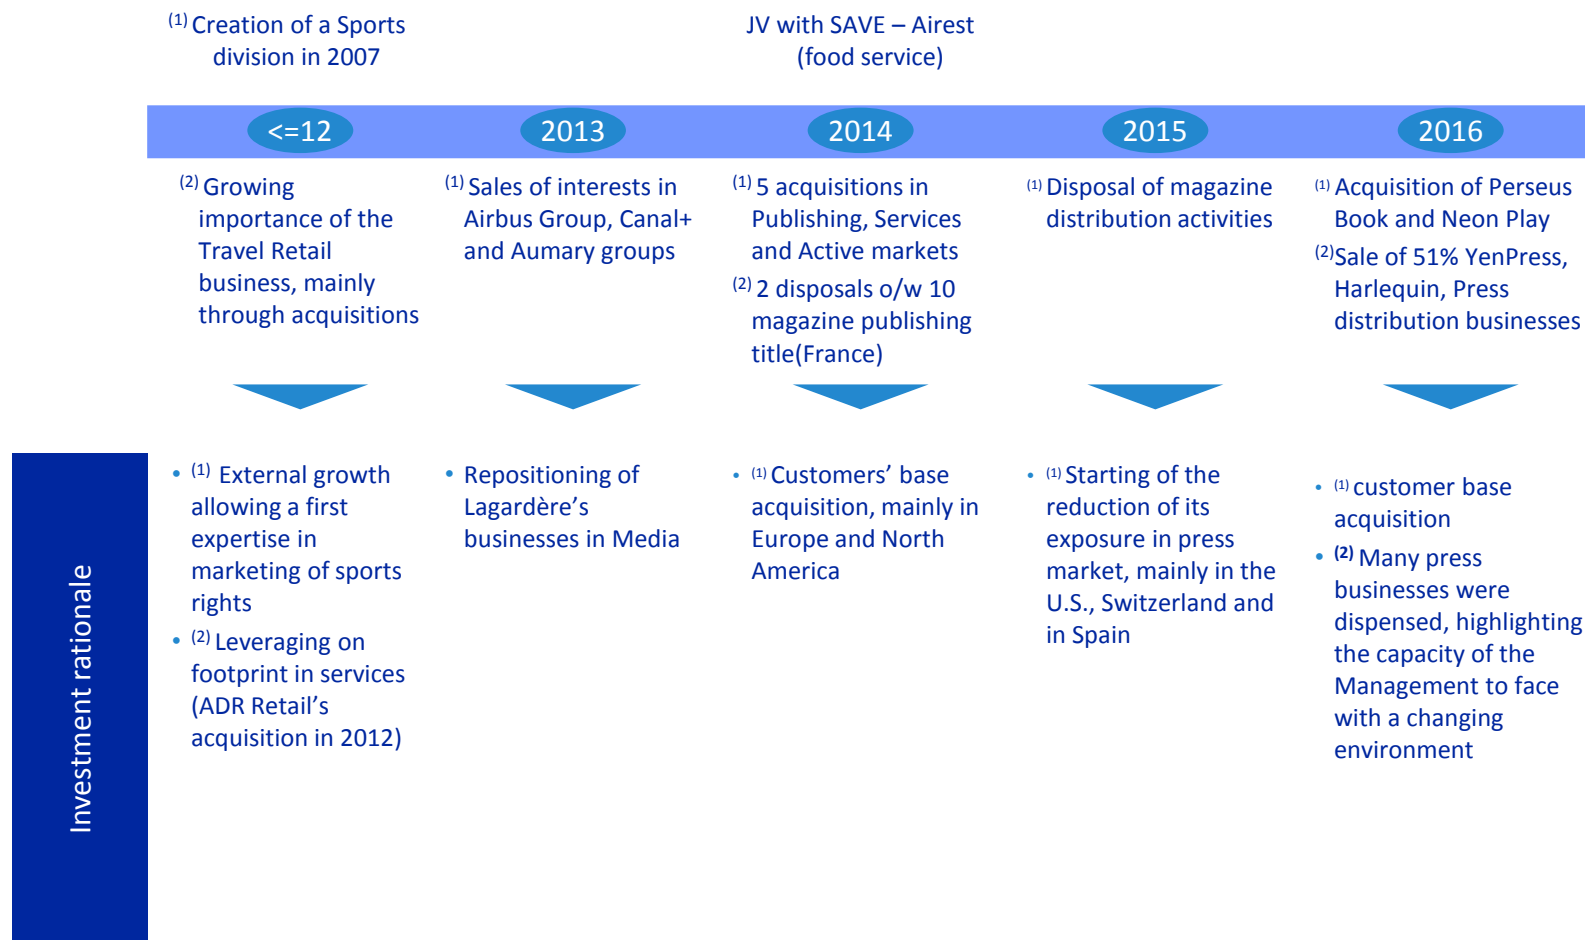 (1) Creation of a Sports
division in 2007
JV with SAVE – Airest
(food service)
<=12
2013
2014
2015
2016
(2) Growing
importance of the
Travel Retail
business, mainly
through acquisitions
(1) Sales of interests in
Airbus Group, Canal+
and Aumary groups
(1) 5 acquisitions in
Publishing, Services
and Active markets
(2) 2 disposals o/w 10
magazine publishing
title(France)
(1) Disposal of magazine
distribution activities
(1) Acquisition of Perseus
Book and Neon Play
(2)Sale of 51% YenPress,
Harlequin, Press
distribution businesses
Investment rationale
• (1) External growth
allowing a first
expertise in
marketing of sports
rights
• (2) Leveraging on
footprint in services
(ADR Retail’s
acquisition in 2012)
• Repositioning of
Lagardère’s
businesses in Media
• (1) Customers’ base
acquisition, mainly in
Europe and North
America
• (1) Starting of the
reduction of its
exposure in press
market, mainly in the
U.S., Switzerland and
in Spain
• (1) customer base
acquisition
• (2) Many press
businesses were
dispensed, highlighting
the capacity of the
Management to face
with a changing
environment